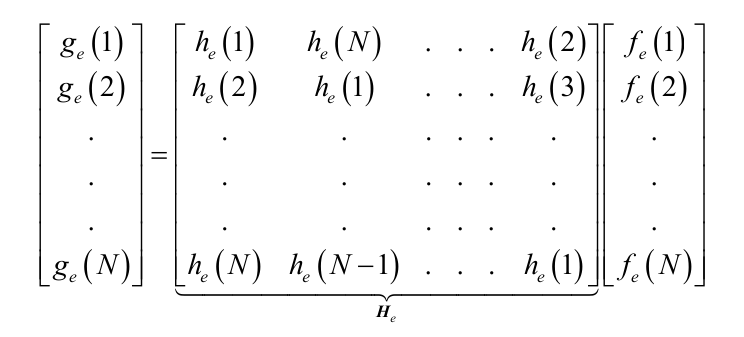 g_e(1) h_e(1) h_e(N) . . . h_e(2) f_e(1)
g_e(2) h_e(2) h_e(1) . . . h_e(3) f_e(2)
. . . . . . . .
. = . . . . . . .
. . . . . . . .
g_e(N) h_e(N) h_e(N−1) . . . h_e(1) f_e(N)
H_e